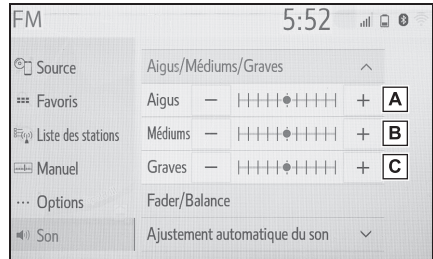 FM 5:52
Source
Favoris
Liste des stations
Manuel
Options
Son
Aigus/Médiums/Graves
Aigus − + A
Médiums − + B
Graves − + C
Fader/Balance
Ajustement automatique du son